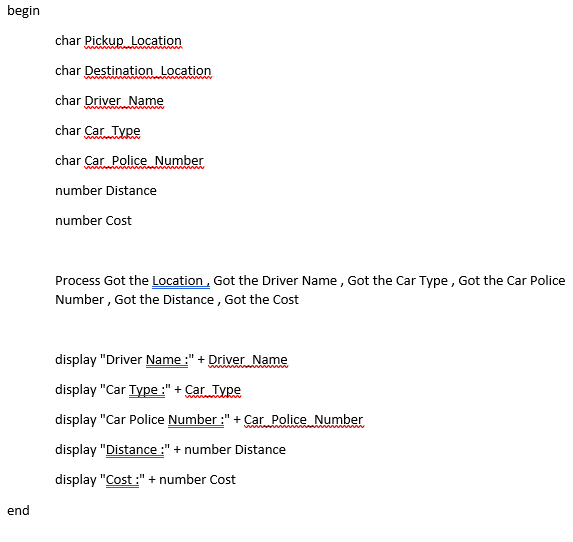 begin
char Pickup_Location
char Destination_Location
char Driver_Name
char Car_Type
char Car_Police_Number
number Distance
number Cost
Process Got the Location , Got the Driver Name , Got the Car Type , Got the Car Police
Number , Got the Distance , Got the Cost
display "Driver Name :" + Driver_Name
display "Car Type :" + Car_Type
display "Car Police Number :" + Car_Police_Number
display "Distance :" + number Distance
display "Cost :" + number Cost
end